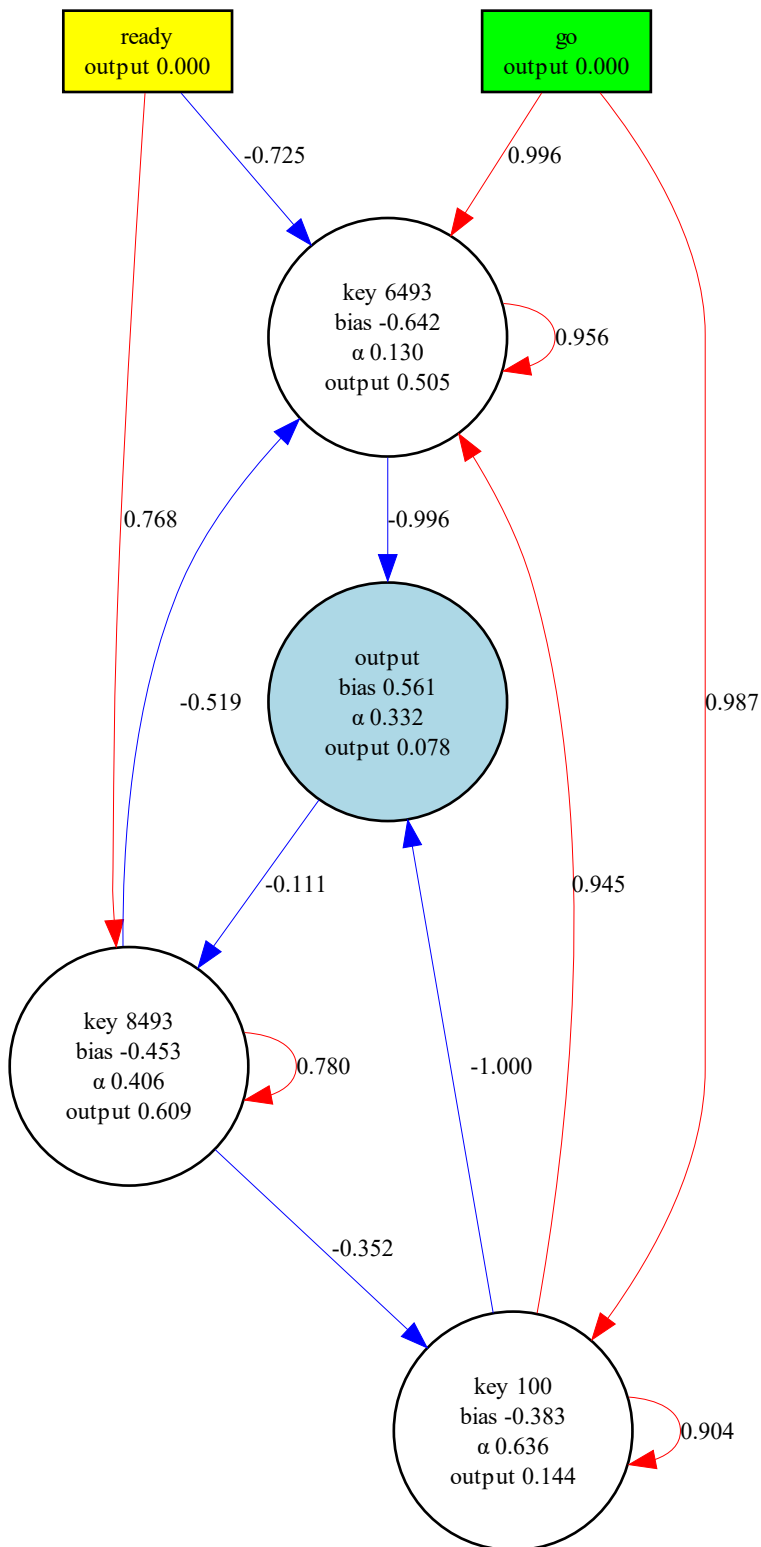 ready
output 0.000
go
output 0.000
-0.725
0.996
key 6493
bias -0.642
α 0.130
output 0.505
0.956
0.768
-0.996
-0.519
output
bias 0.561
α 0.332
output 0.078
0.987
-0.111
0.945
key 8493
bias -0.453
α 0.406
output 0.609
0.780
-1.000
-0.352
key 100
bias -0.383
α 0.636
output 0.144
0.904